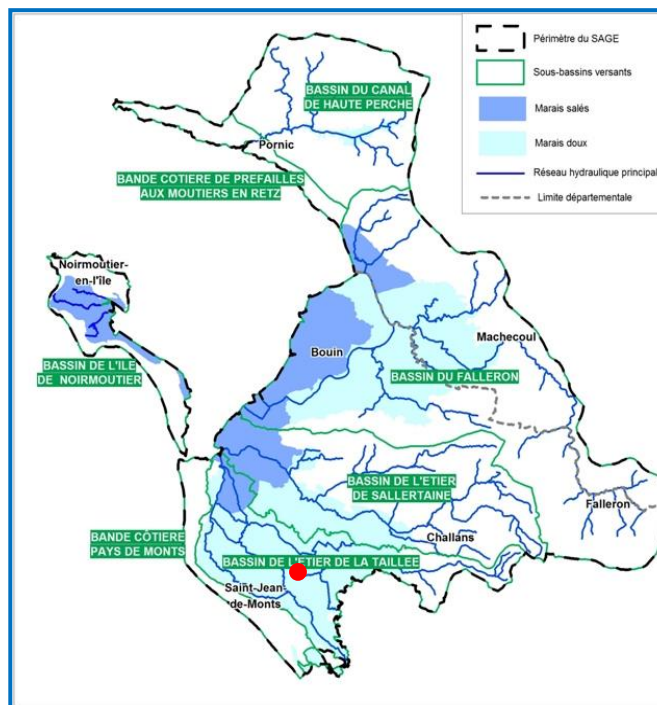 Périmètre du SAGE
Sous-bassins versants
Marais salés
Marais doux
Réseau hydraulique principal
Limite départementale
BASSIN DU CANAL
DE HAUTE PERCHE
Pornic
BANDE COTIERE DE PREFAILLES
AUX MOUTIERS EN RETZ
Noirmoutier-
en-l'île
Machecoul
Bouin
BASSIN DE L'ILE
DE NOIRMOUTIER
BASSIN DU FALLERON
BASSIN DE L'ETIER
DE SALLERTAINE
Falleron
BANDE CÔTIERE
PAYS DE MONTS
Challans
BASSIN DE L'ETIER DE LA TAILLEE
Saint-Jean-
de-Monts